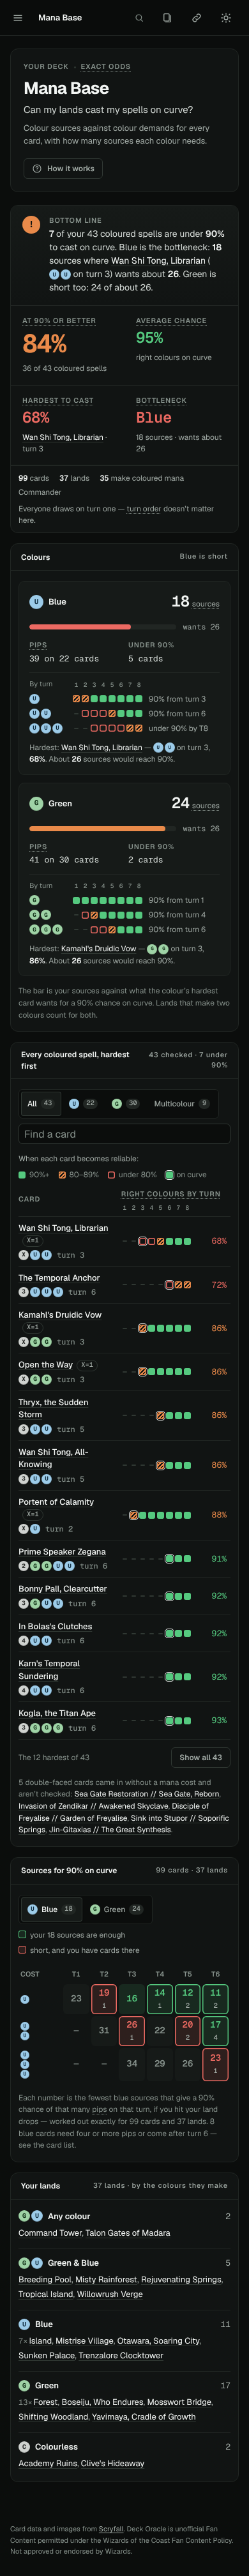 Mana Base
YOUR DECK · EXACT ODDS
Mana Base
Can my lands cast my spells on curve?
Colour sources against colour demands for every
card, with how many sources each colour needs.
How it works
BOTTOM LINE
7 of your 43 coloured spells are under 90%
to cast on curve. Blue is the bottleneck: 18
sources where Wan Shi Tong, Librarian (
U U on turn 3) wants about 26. Green is
short too: 24 of about 26.
AT 90% OR BETTER
AVERAGE CHANCE
84%
95%
36 of 43 coloured spells
right colours on curve
HARDEST TO CAST
BOTTLENECK
68%
Blue
Wan Shi Tong, Librarian ·
turn 3
18 sources · wants about
26
99 cards 37 lands 35 make coloured mana
Commander
Everyone draws on turn one — turn order doesn't matter
here.
Colours
Blue is short
U Blue
18 sources
wants 26
PIPS
UNDER 90%
39 on 22 cards
5 cards
By turn 1 2 3 4 5 6 7 8
U 90% from turn 3
U U – 90% from turn 6
U U U – – under 90% by T8
Hardest: Wan Shi Tong, Librarian — U U on turn 3,
68%. About 26 sources would reach 90%.
G Green
24 sources
wants 26
PIPS
UNDER 90%
41 on 30 cards
2 cards
By turn 1 2 3 4 5 6 7 8
G 90% from turn 1
G G – 90% from turn 4
G G G – – 90% from turn 6
Hardest: Kamahl's Druidic Vow — G G on turn 3,
86%. About 26 sources would reach 90%.
The bar is your sources against what the colour's hardest
card wants for a 90% chance on curve. Lands that make two
colours count for both.
Every coloured spell, hardest
first
43 checked · 7 under
90%
All 43 U 22 G 30 Multicolour 9
Find a card
When each card becomes reliable:
90%+ 80–89% under 80% on curve
CARD
RIGHT COLOURS BY TURN
1 2 3 4 5 6 7 8
Wan Shi Tong, Librarian
X=1
X U U turn 3
– – 68%
The Temporal Anchor
3 U U U turn 6
– – – – – 72%
Kamahl's Druidic Vow
X=1
X G G turn 3
– – 86%
Open the Way X=1
X G G turn 3
– – 86%
Thryx, the Sudden
Storm
3 U U turn 5
– – – – 86%
Wan Shi Tong, All-
Knowing
3 U U turn 5
– – – – 86%
Portent of Calamity
X=1
X U turn 2
– 88%
Prime Speaker Zegana
2 G G U U turn 6
– – – – – 91%
Bonny Pall, Clearcutter
3 G U U turn 6
– – – – – 92%
In Bolas's Clutches
4 U U turn 6
– – – – – 92%
Karn's Temporal
Sundering
4 U U turn 6
– – – – – 92%
Kogla, the Titan Ape
3 G G G turn 6
– – – – – 93%
The 12 hardest of 43
Show all 43
5 double-faced cards came in without a mana cost and
aren't checked: Sea Gate Restoration // Sea Gate, Reborn,
Invasion of Zendikar // Awakened Skyclave, Disciple of
Freyalise // Garden of Freyalise, Sink into Stupor // Soporific
Springs, Jin-Gitaxias // The Great Synthesis.
Sources for 90% on curve
99 cards · 37 lands
U Blue 18 G Green 24
your 18 sources are enough
short, and you have cards there
COST T1 T2 T3 T4 T5 T6
U 23 19 1 16 14 1 12 2 11 2
U U – 31 26 1 22 20 2 17 4
U U U – – 34 29 26 23 1
Each number is the fewest sources that give a 90%
chance of that many pips on that turn, if you hit your land
drops — worked out exactly for 99 cards and 37 lands. 8
blue cards need four or more pips or come after turn 6 —
see the card list.
Your lands
37 lands · by the colours they make
G U Any colour 2
Command Tower, Talon Gates of Madara
G U Green & Blue 5
Breeding Pool, Misty Rainforest, Rejuvenating Springs,
Tropical Island, Willowrush Verge
U Blue 11
7× Island, Mistrise Village, Otawara, Soaring City,
Sunken Palace, Trenzalore Clocktower
G Green 17
13× Forest, Boseiju, Who Endures, Mosswort Bridge,
Shifting Woodland, Yavimaya, Cradle of Growth
C Colourless 2
Academy Ruins, Clive's Hideaway
Card data and images from Scryfall. Deck Oracle is unofficial Fan
Content permitted under the Wizards of the Coast Fan Content Policy.
Not approved or endorsed by Wizards.